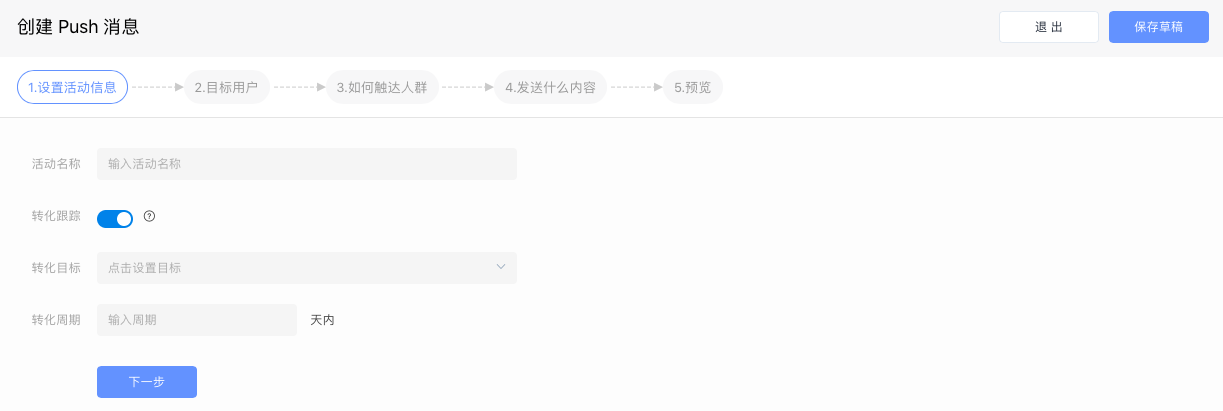 创建 Push 消息
退 出
保存草稿
1.设置活动信息
2.目标用户
3.如何触达人群
4.发送什么内容
5.预览
活动名称 输入活动名称
转化跟踪 ?
转化目标 点击设置目标
转化周期 输入周期 天内
下一步